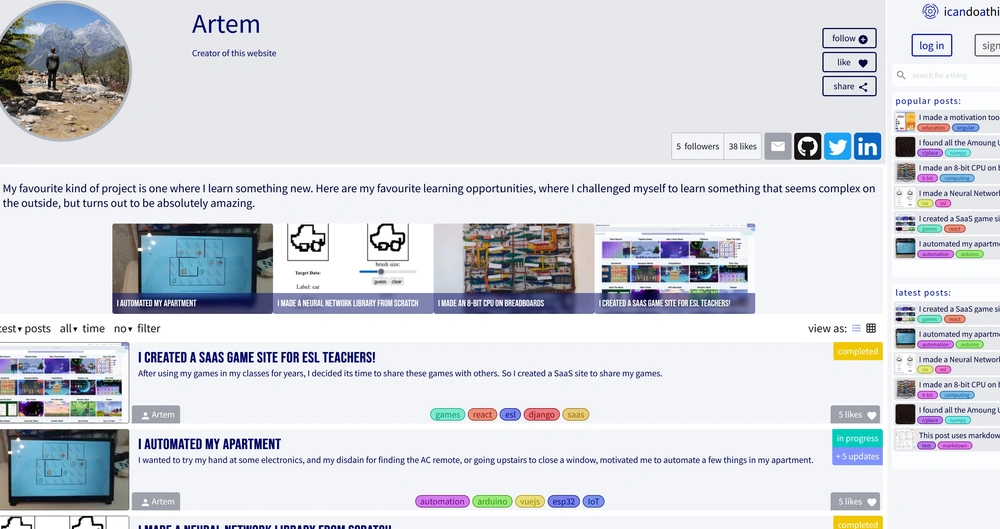 Artem
Creator of this website
follow
like
share
5 followers 38 likes
My favourite kind of project is one where I learn something new. Here are my favourite learning opportunities, where I challenged myself to learn something that seems complex on
the outside, but turns out to be absolutely amazing.
Target Data:
Label: car
brush size:
guess clear
I AUTOMATED MY APARTMENT
I MADE A NEURAL NETWORK LIBRARY FROM SCRATCH
I MADE AN 8-BIT CPU ON BREADBOARDS
I CREATED A SAAS GAME SITE FOR ESL TEACHERS!
test posts all time no filter
view as:
I CREATED A SAAS GAME SITE FOR ESL TEACHERS!
completed
After using my games in my classes for years, I decided its time to share these games with others. So I created a SaaS site to share my games.
Artem
games react esl django saas
5 likes
I AUTOMATED MY APARTMENT
in progress
+ 5 updates
I wanted to try my hand at some electronics, and my disdain for finding the AC remote, or going upstairs to close a window, motivated me to automate a few things in my apartment.
Artem
automation arduino vuejs esp32 IoT
5 likes
I MADE A NEURAL NETWORK LIBRARY FROM SCRATCH
completed
icandoathi
log in
sign
search for a thing
popular posts:
I made a motivation too
education angular
I found all the Amoung U
r/place numpy
I made an 8-bit CPU on b
8-bit computing
I made a Neural Network
nn ml
I created a SaaS game si
games react
I automated my apartme
automation arduino
latest posts:
I created a SaaS game si
games react
I automated my apartme
automation arduino
I made a Neural Network
nn ml
I made an 8-bit CPU on b
8-bit computing
I found all the Amoung U
r/place numpy
This post uses markdow
test markdown